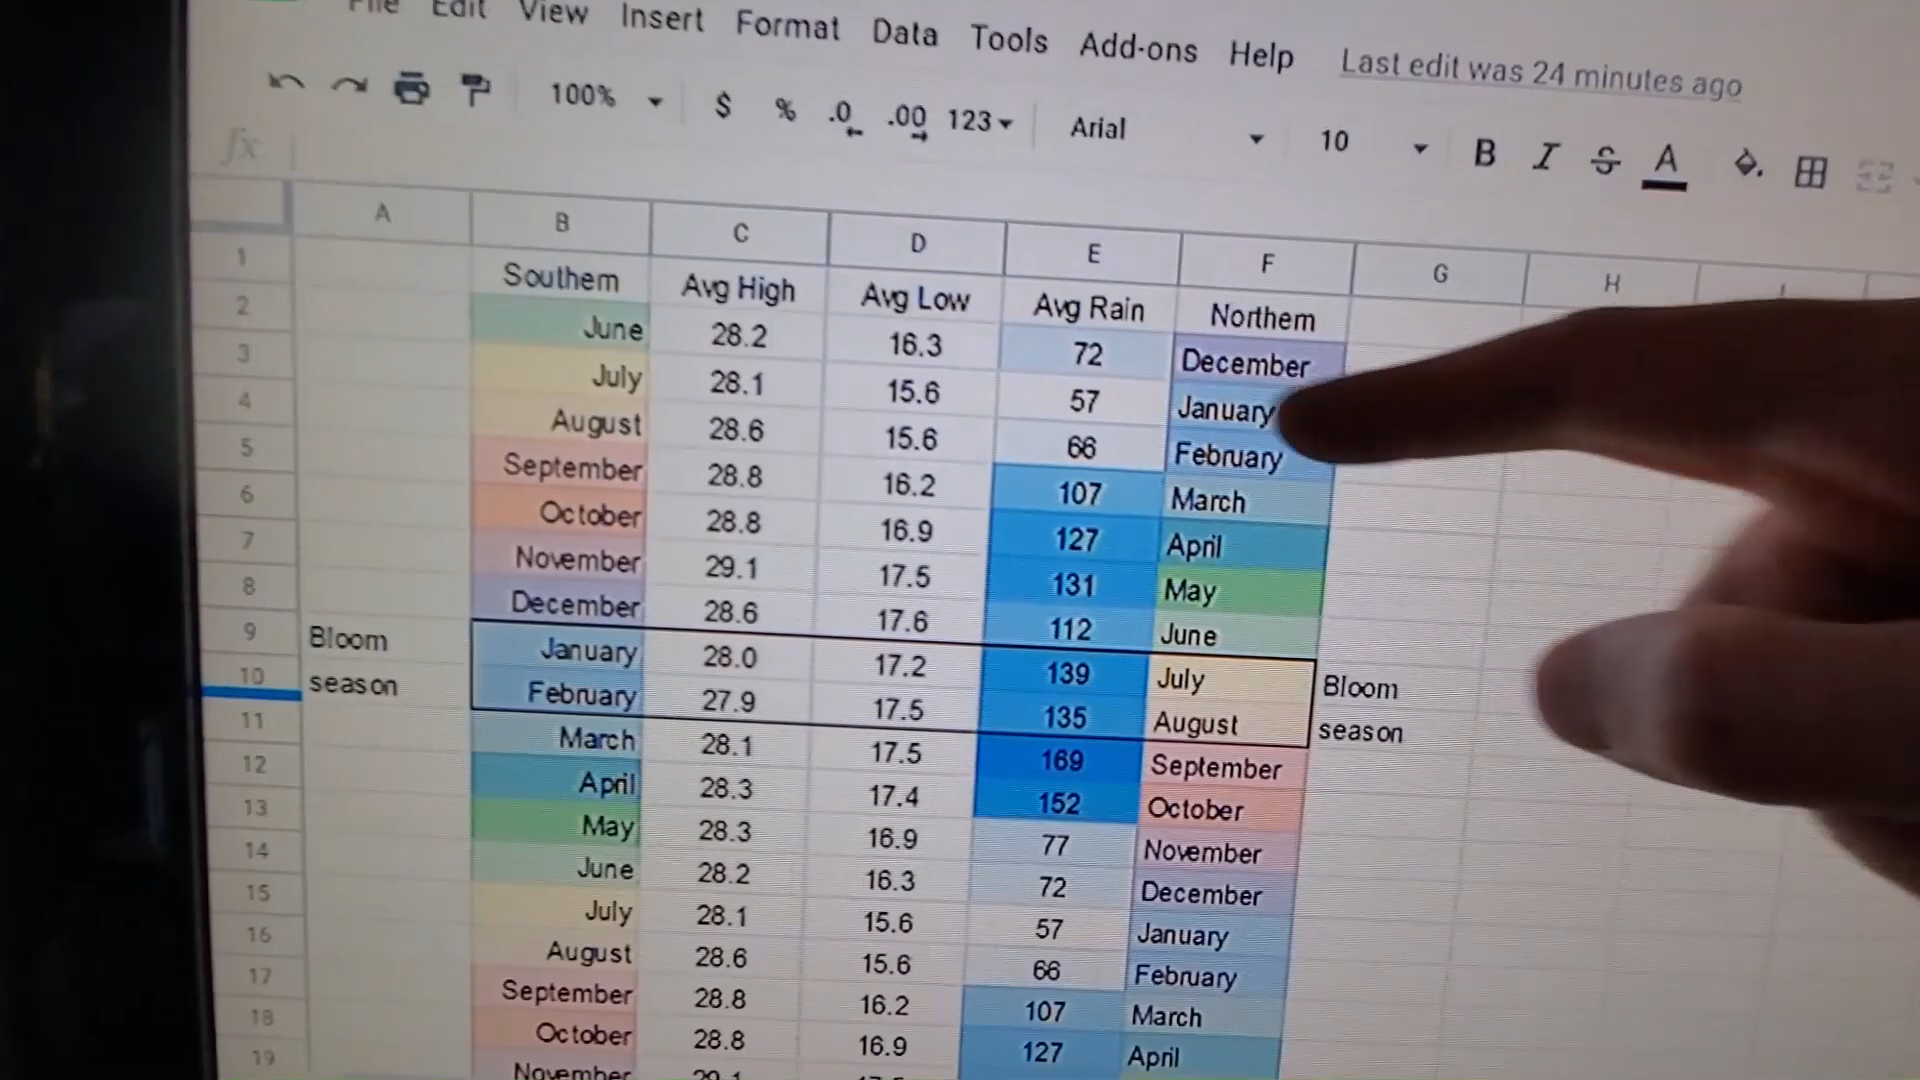 File Edit View Insert Format Data Tools Add-ons Help Last edit was 24 minutes ago
100% $ % .0 .00 123 Arial 10 B I S A
fx
A B C D E F G H
1 Southern Avg High Avg Low Avg Rain Northern
2 June 28.2 16.3 72 December
3 July 28.1 15.6 57 January
4 August 28.6 15.6 66 February
5 September 28.8 16.2 107 March
6 October 28.8 16.9 127 April
7 November 29.1 17.5 131 May
8 December 28.6 17.6 112 June
9 Bloom January 28.0 17.2 139 July Bloom
10 season February 27.9 17.5 135 August season
11 March 28.1 17.5 169 September
12 April 28.3 17.4 152 October
13 May 28.3 16.9 77 November
14 June 28.2 16.3 72 December
15 July 28.1 15.6 57 January
16 August 28.6 15.6 66 February
17 September 28.8 16.2 107 March
18 October 28.8 16.9 127 April
19 November 29.1